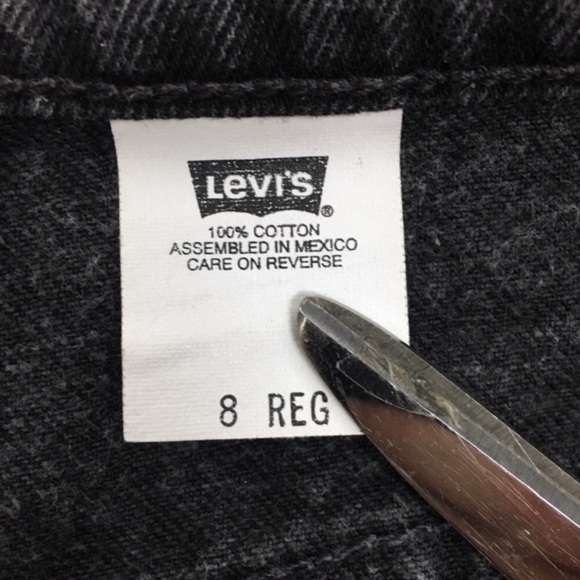 Levi's®
100% COTTON
ASSEMBLED IN MEXICO
CARE ON REVERSE
8 REG